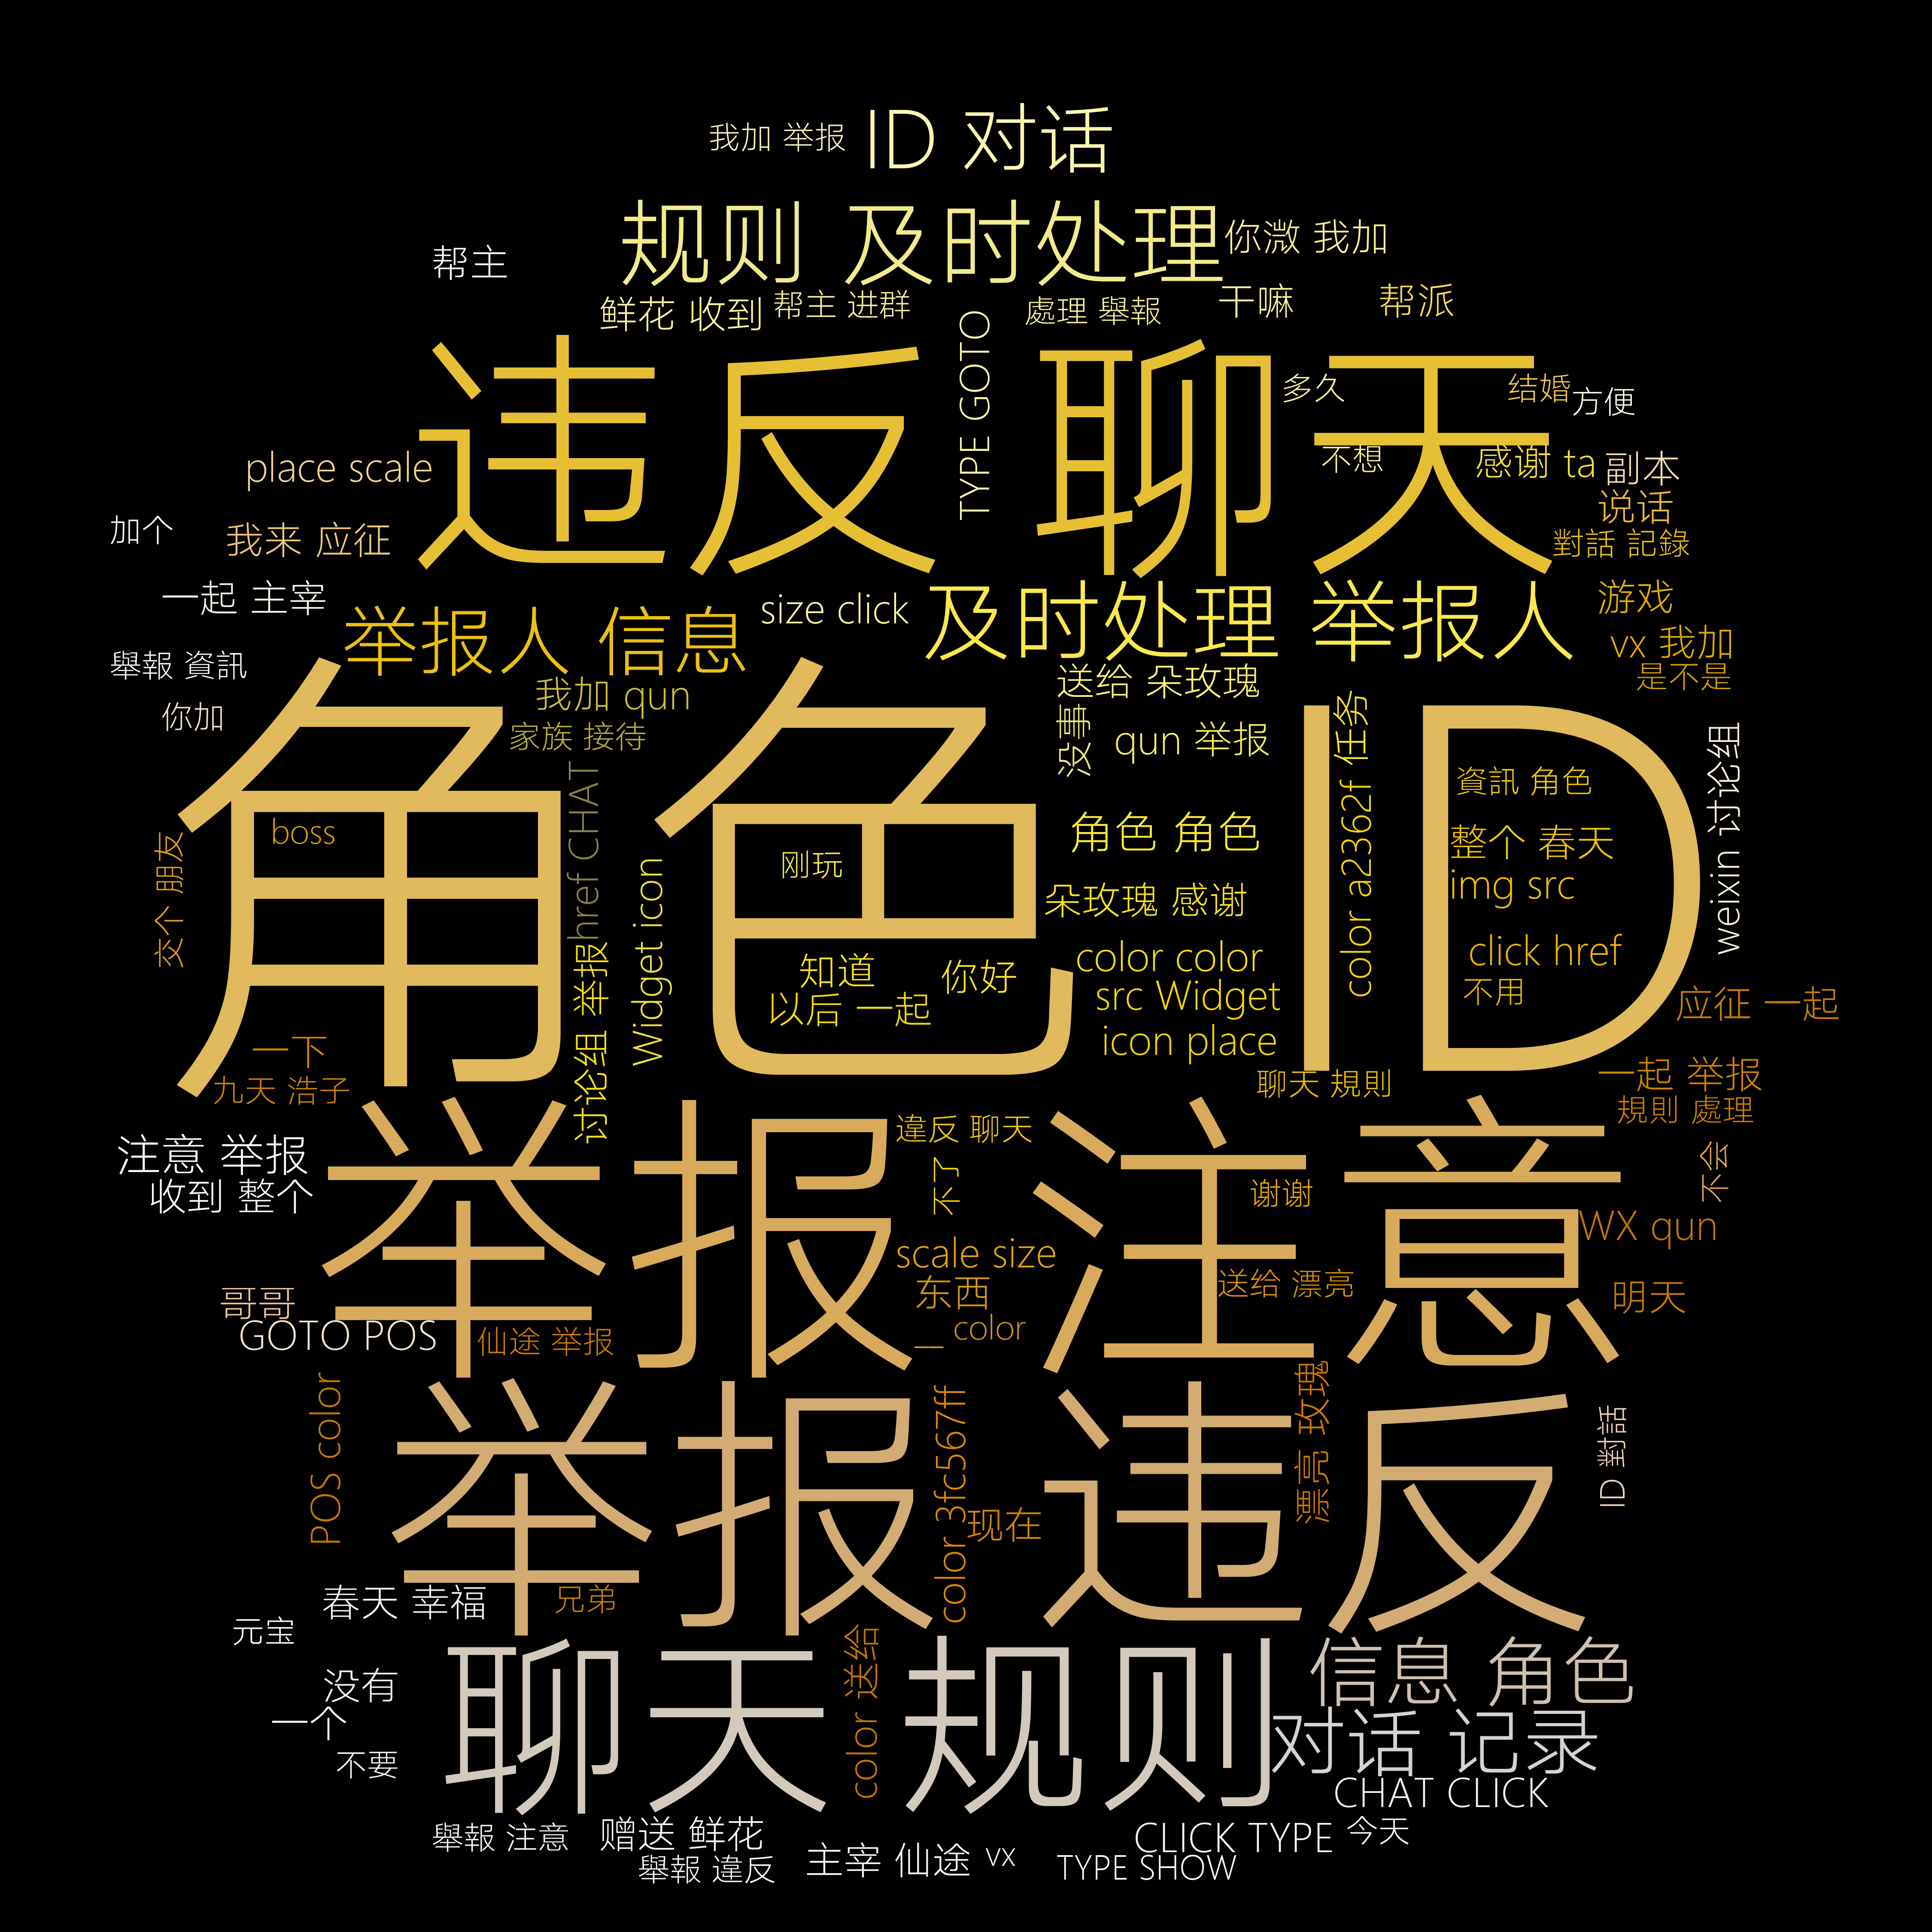 我加 举报
ID 对话
规则 及时处理
你溦 我加
帮主
鲜花 收到
帮主 进群
TYPE GOTO
處理 舉報
干嘛
帮派
违反 聊天
多久
结婚
方便
不想
感谢 ta
副本
place scale
说话
加个
我来 应征
對話 記錄
一起 主宰
举报人 信息
size click
及时处理 举报人
游戏
vx 我加
舉報 資訊
是不是
你加
我加 qun
家族 接待
送给 朵玫瑰
没事
qun 举报
color a2362f 任务
weixin 讨论组
角色 ID
資訊 角色
boss
交个 朋友
href CHAT
刚玩
角色 角色
整个 春天
img src
Widget icon
朵玫瑰 感谢
知道
你好
color color
click href
以后 一起
src Widget
不用
应征 一起
讨论组 举报
icon place
一下
九天 浩子
聊天 規則
一起 举报
規則 處理
举报 注意
違反 聊天
注意 举报
收到 整个
不了
谢谢
不会
WX qun
scale size
哥哥
东西
送给 漂亮
明天
GOTO POS
仙途 举报
一
color
漂亮 玫瑰
POS color
color 3fc567ff
ID 對話
举报 违反
现在
春天 幸福
兄弟
元宝
color 送给
没有
一个
不要
聊天 规则
信息 角色
对话 记录
CHAT CLICK
舉報 注意
赠送 鲜花
CLICK TYPE
今天
舉報 違反
主宰 仙途
vx
TYPE SHOW